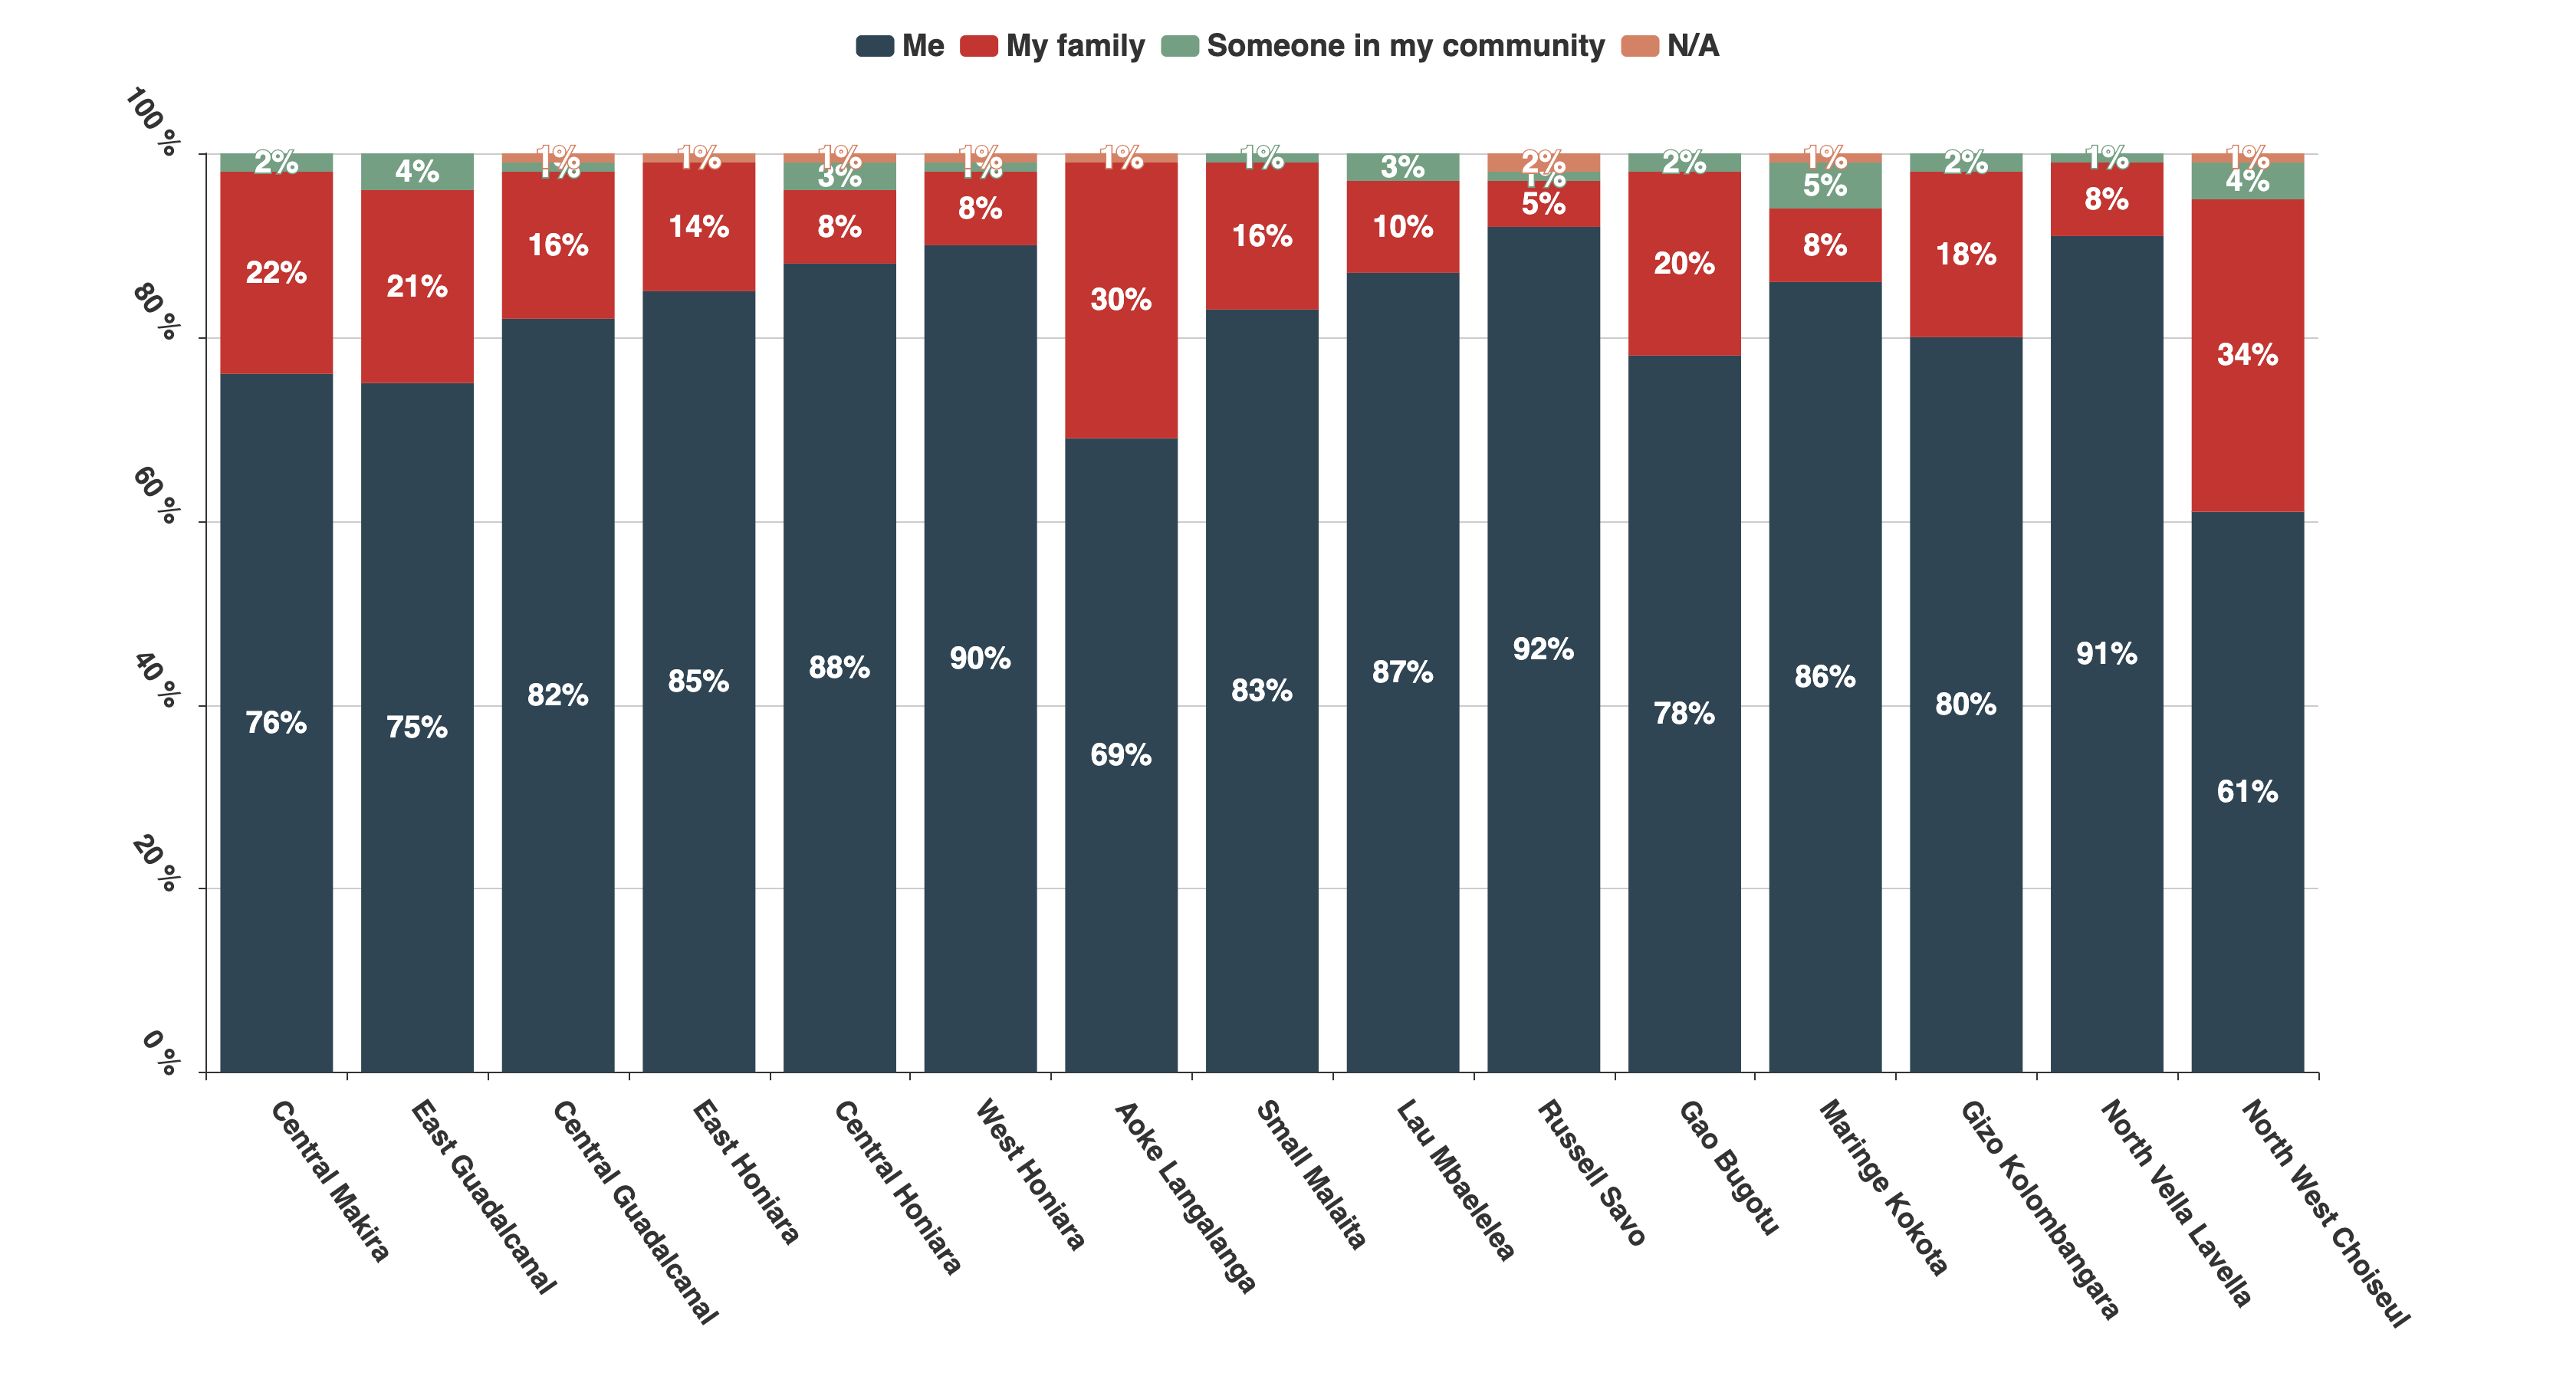 Me My family Someone in my community N/A
100 %
80 %
60 %
40 %
20 %
0 %
2% 4% 1% 1% 1% 1% 1% 1% 3% 2% 2% 1% 2% 1% 1%
1% 3% 1% 1% 5% 4%
22% 21% 16% 14% 8% 8% 30% 16% 10% 5% 20% 8% 18% 8% 34%
76% 75% 82% 85% 88% 90% 69% 83% 87% 92% 78% 86% 80% 91% 61%
Central Makira
East Guadalcanal
Central Guadalcanal
East Honiara
Central Honiara
West Honiara
Aoke Langalanga
Small Malaita
Lau Mbaelelea
Russell Savo
Gao Bugotu
Maringe Kokota
Gizo Kolombangara
North Vella Lavella
North West Choiseul